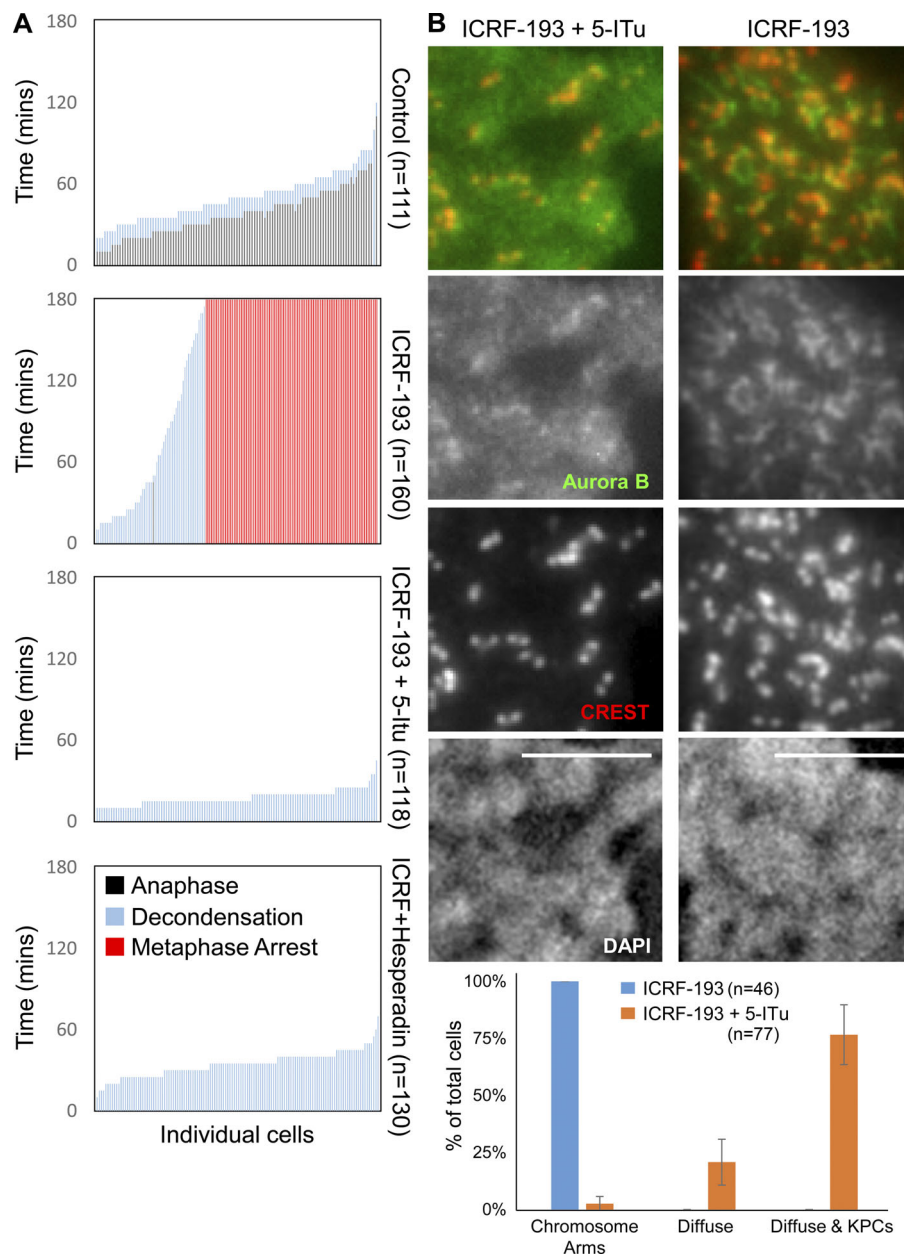 A
180
120
60
0
Time (mins)
Control (n=111)
180
120
60
0
Time (mins)
ICRF-193 (n=160)
180
120
60
0
Time (mins)
ICRF-193 + 5-Itu (n=118)
180
120
60
0
Time (mins)
ICRF+Hesperadin (n=130)
Anaphase
Decondensation
Metaphase Arrest
Individual cells
B
ICRF-193 + 5-ITu
ICRF-193
Aurora B
CREST
DAPI
100%
75%
50%
25%
0%
% of total cells
ICRF-193 (n=46)
ICRF-193 + 5-ITu
(n=77)
Chromosome
Arms
Diffuse
Diffuse & KPCs